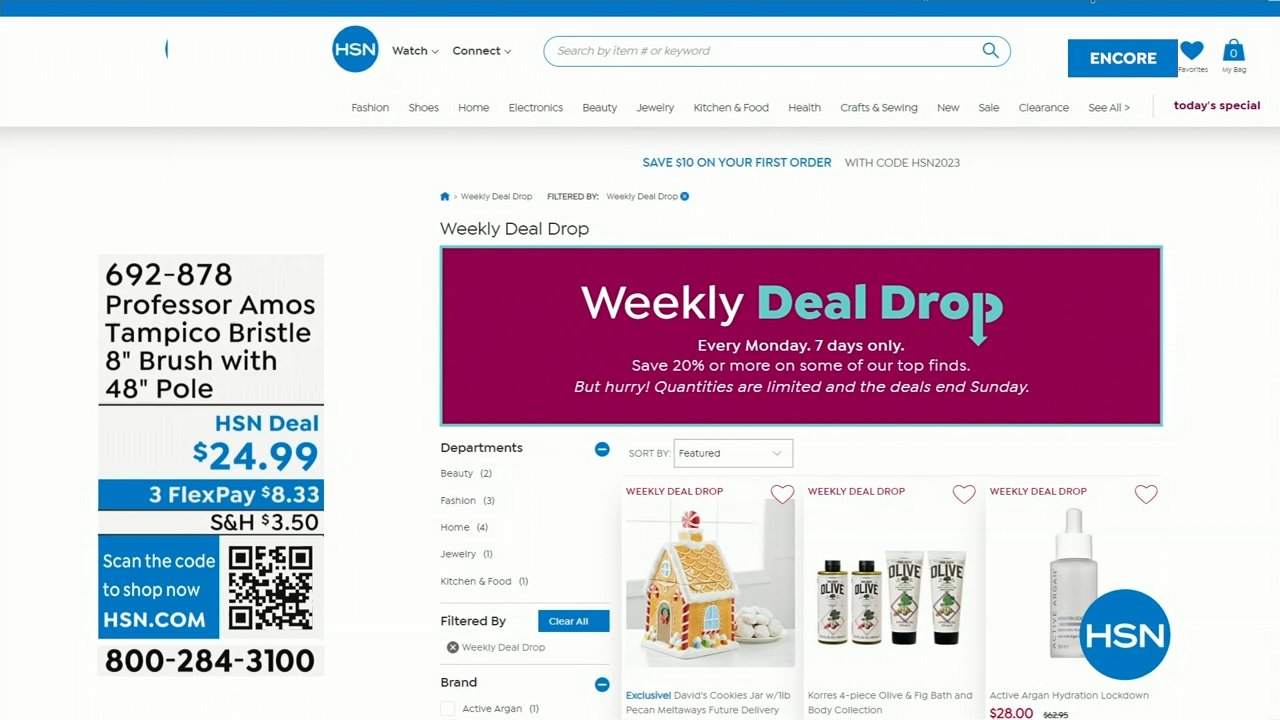 HSN
Watch
Connect
Search by item # or keyword
ENCORE
Favorites
0
My Bag
Fashion
Shoes
Home
Electronics
Beauty
Jewelry
Kitchen & Food
Health
Crafts & Sewing
New
Sale
Clearance
See All >
today's special
SAVE $10 ON YOUR FIRST ORDER WITH CODE HSN2023
> Weekly Deal Drop FILTERED BY: Weekly Deal Drop
Weekly Deal Drop
Weekly Deal Drop
Every Monday. 7 days only.
Save 20% or more on some of our top finds.
But hurry! Quantities are limited and the deals end Sunday.
692-878
Professor Amos
Tampico Bristle
8" Brush with
48" Pole
HSN Deal
$24.99
3 FlexPay $8.33
S&H $3.50
Scan the code
to shop now
HSN.COM
800-284-3100
Departments
Beauty (2)
Fashion (3)
Home (4)
Jewelry (1)
Kitchen & Food (1)
Filtered By
Clear All
Weekly Deal Drop
Brand
Active Argan (1)
SORT BY: Featured
WEEKLY DEAL DROP
Exclusive! David's Cookies Jar w/1lb
Pecan Meltaways Future Delivery
WEEKLY DEAL DROP
OLIVE
OLIVE
OLIVE
OLIVE
Korres 4-piece Olive & Fig Bath and
Body Collection
WEEKLY DEAL DROP
ACTIVE ARGAN
HSN
Active Argan Hydration Lockdown
$28.00 $62.95